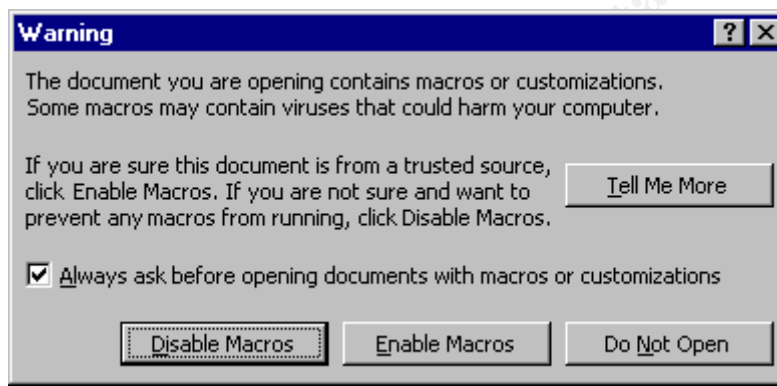 Warning
The document you are opening contains macros or customizations.
Some macros may contain viruses that could harm your computer.
If you are sure this document is from a trusted source,
click Enable Macros. If you are not sure and want to
prevent any macros from running, click Disable Macros.
Tell Me More
Always ask before opening documents with macros or customizations
Disable Macros Enable Macros Do Not Open